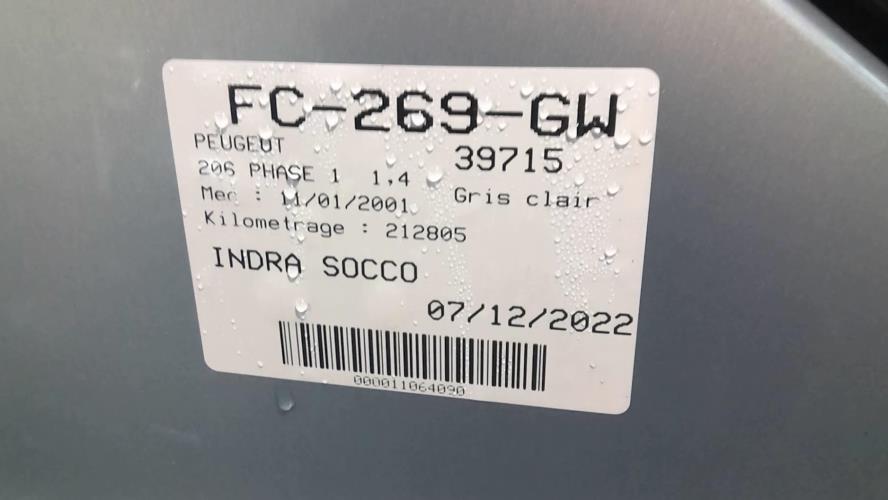 FC-269-GW
PEUGEOT 39715
206 PHASE 1 1,4 Gris clair
Mec : 11/01/2001
Kilometrage : 212805
INDRA SOCCO
07/12/2022
000011064090